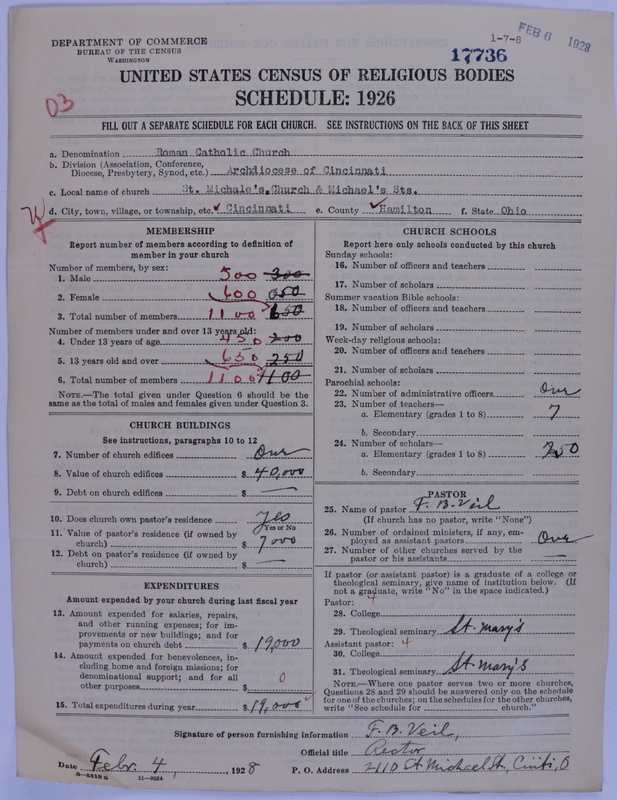 DEPARTMENT OF COMMERCE
BUREAU OF THE CENSUS
WASHINGTON
1-7-8
FEB 6 1928
17736
UNITED STATES CENSUS OF RELIGIOUS BODIES
SCHEDULE: 1926
03
FILL OUT A SEPARATE SCHEDULE FOR EACH CHURCH. SEE INSTRUCTIONS ON THE BACK OF THIS SHEET
a. Denomination Roman Catholic Church
b. Division (Association, Conference,
Diocese, Presbytery, Synod, etc.) Archdiocese of Cincinnati
c. Local name of church St. Michale's, Church & Michael's Sts.
d. City, town, village, or township, etc. Cincinnati e. County Hamilton f. State Ohio
MEMBERSHIP
Report number of members according to definition of
member in your church
Number of members, by sex:
1. Male 500 300
2. Female 600 350
3. Total number of members 1100 650
Number of members under and over 13 years old:
4. Under 13 years of age 450 200
5. 13 years old and over 650 250
6. Total number of members 1100 1100
NOTE.—The total given under Question 6 should be the
same as the total of males and females given under Question 3.
CHURCH BUILDINGS
See instructions, paragraphs 10 to 12
7. Number of church edifices One
8. Value of church edifices $ 40,000
9. Debt on church edifices $ —
10. Does church own pastor's residence Yes
Yes or No
11. Value of pastor's residence (if owned by
church) $ 7000
12. Debt on pastor's residence (if owned by
church) $ —
EXPENDITURES
Amount expended by your church during last fiscal year
13. Amount expended for salaries, repairs,
and other running expenses; for im-
provements or new buildings; and for
payments on church debt $ 19,000
14. Amount expended for benevolences, in-
cluding home and foreign missions; for
denominational support; and for all
other purposes $ 0
15. Total expenditures during year $ 19,000
CHURCH SCHOOLS
Report here only schools conducted by this church
Sunday schools:
16. Number of officers and teachers
17. Number of scholars
Summer vacation Bible schools:
18. Number of officers and teachers
19. Number of scholars
Week-day religious schools:
20. Number of officers and teachers
21. Number of scholars
Parochial schools:
22. Number of administrative officers One
23. Number of teachers—
a. Elementary (grades 1 to 8) 7
b. Secondary
24. Number of scholars—
a. Elementary (grades 1 to 8) 250
b. Secondary
PASTOR
25. Name of pastor F. B. Veil
(If church has no pastor, write "None")
26. Number of ordained ministers, if any, em-
ployed as assistant pastors One
27. Number of other churches served by the
pastor or his assistants —
If pastor (or assistant pastor) is a graduate of a college or
theological seminary, give name of institution below. (If
not a graduate, write "No" in the space indicated.)
Pastor: 4
28. College
29. Theological seminary St. Mary's
Assistant pastor: 4
30. College
31. Theological seminary St. Mary's
NOTE.—Where one pastor serves two or more churches,
Questions 28 and 29 should be answered only on the schedule
for one of the churches; on the schedules for the other churches,
write "See schedule for church."
Signature of person furnishing information F. B. Veil,
Official title Rector
Date Febr. 4, 1928 P. O. Address 2110 St Michael St, Cinti, O
8—5518 a 11—9054